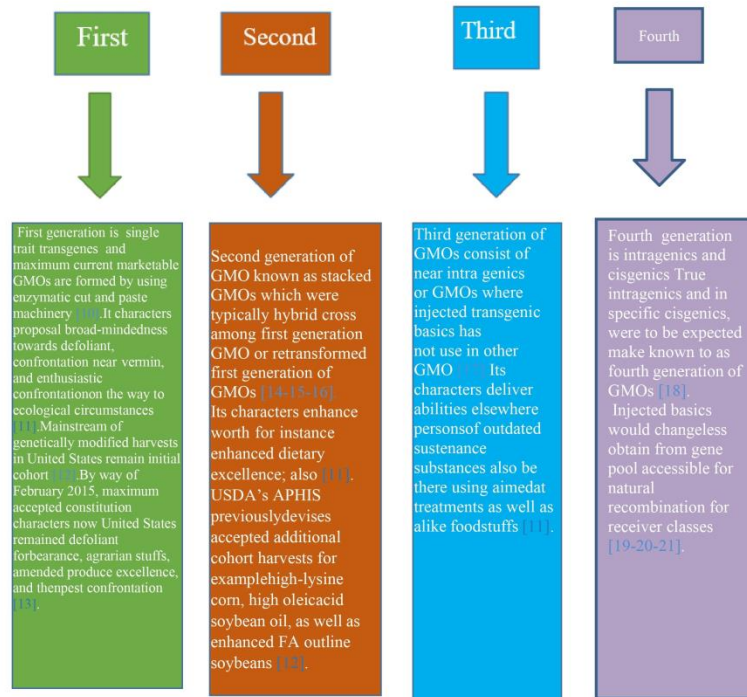 First
Second
Third
Fourth
First generation is single
trait transgenes and
maximum current marketable
GMOs are formed by using
enzymatic cut and paste
machinery [10].It characters
proposal broad-mindedness
towards defoliant,
confrontation near vermin,
and enthusiastic
confrontationon the way to
ecological circumstances
[11].Mainstream of
genetically modified harvests
in United States remain initial
cohort [12].By way of
February 2015, maximum
accepted constitution
characters now United States
remained defoliant
forbearance, agrarian stuffs,
amended produce excellence,
and thenpest confrontation
[13].
Second generation of
GMO known as stacked
GMOs which were
typically hybrid cross
among first generation
GMO or retransformed
first generation of
GMOs [14-15-16].
Its characters enhance
worth for instance
enhanced dietary
excellence; also [11].
USDA's APHIS
previouslydevises
accepted additional
cohort harvests for
examplehigh-lysine
corn, high oleicacid
soybean oil, as well as
enhanced FA outline
soybeans [12].
Third generation of
GMOs consist of
near intra genics
or GMOs where
injected transgenic
basics has
not use in other
GMO Its
characters deliver
abilities elsewhere
personsof outdated
sustenance
substances also be
there using aimedat
treatments as well as
alike foodstuffs [11].
Fourth generation
is intragenics and
cisgenics True
intragenics and in
specific cisgenics,
were to be expected
make known to as
fourth generation of
GMOs [18].
Injected basics
would changeless
obtain from gene
pool accessible for
natural
recombination for
receiver classes
[19-20-21].